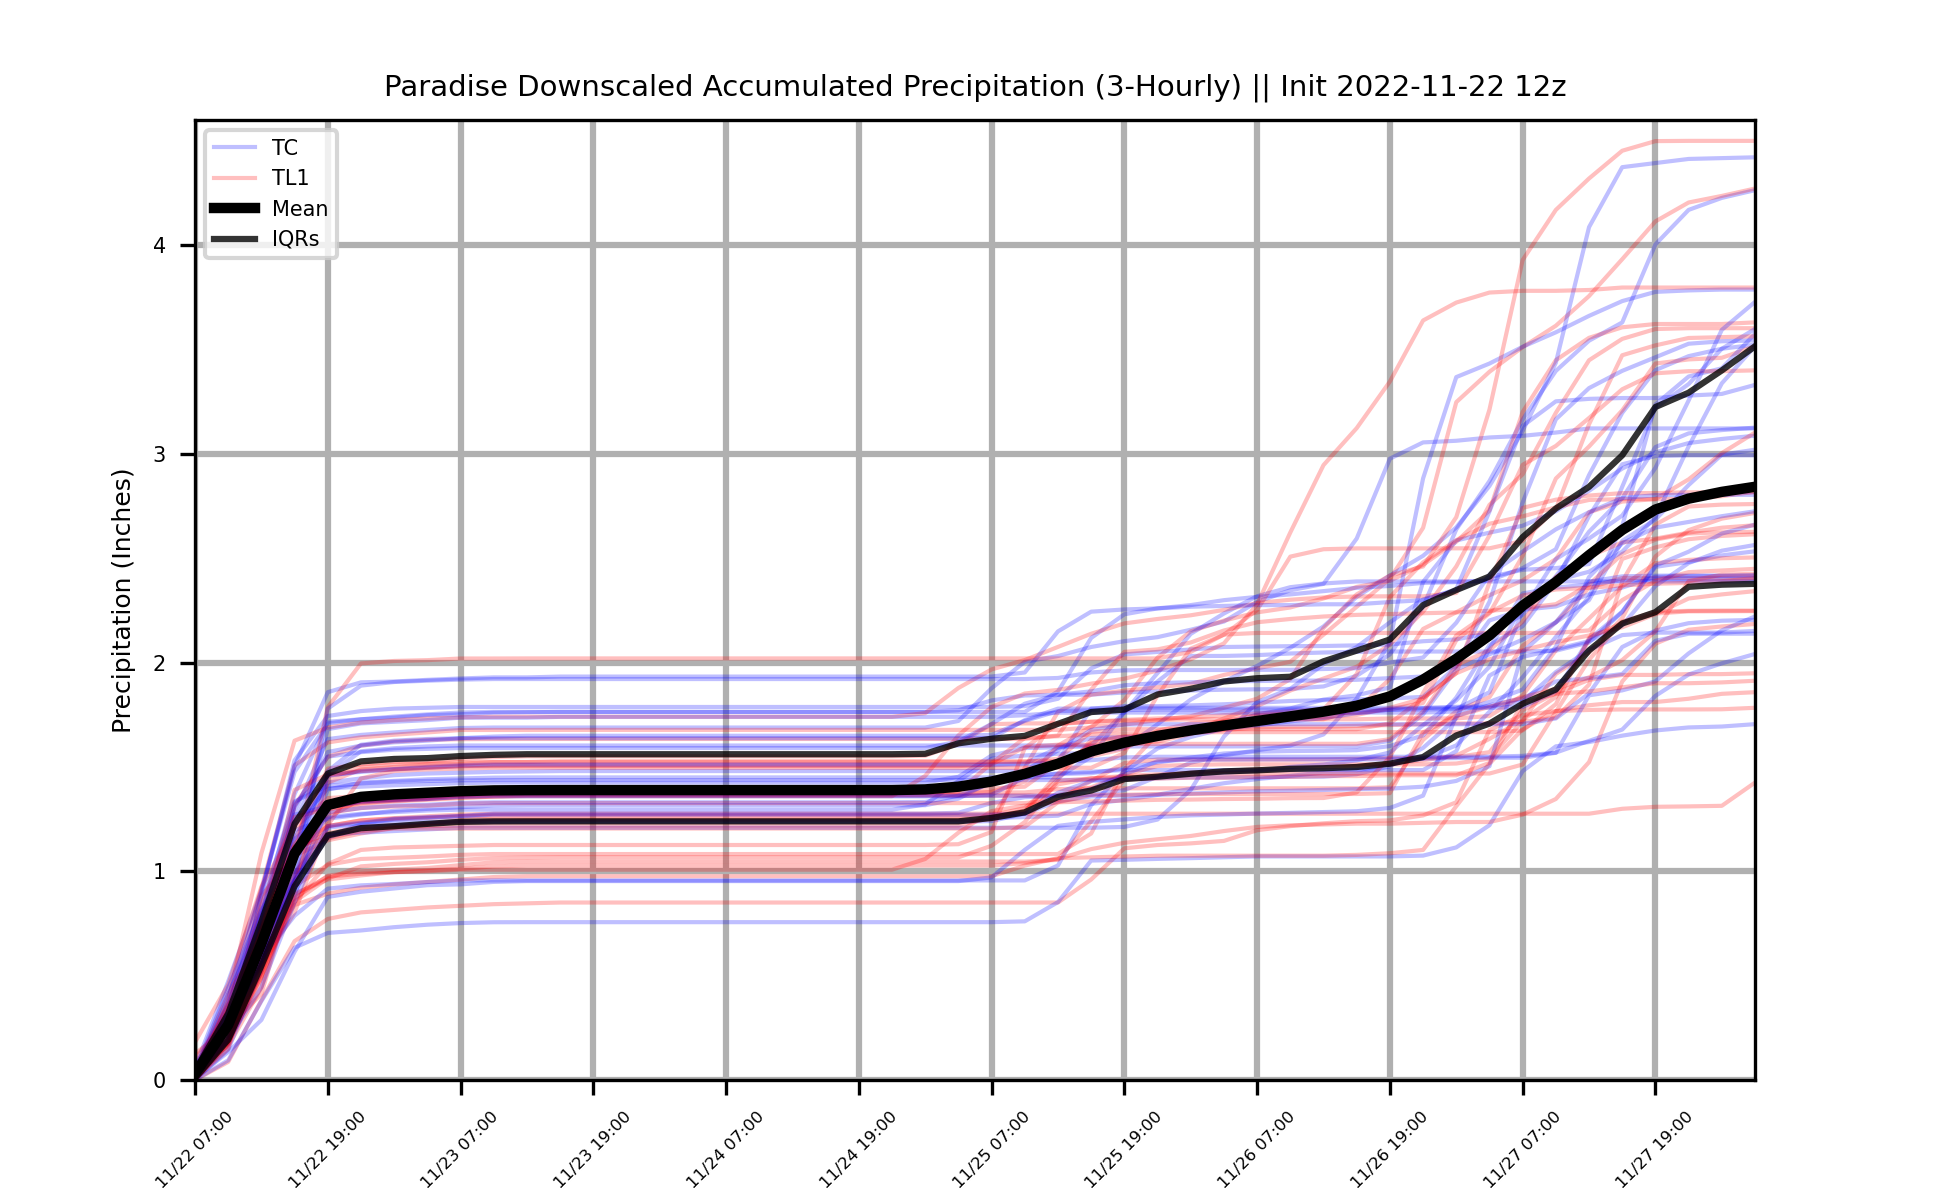 Paradise Downscaled Accumulated Precipitation (3-Hourly) || Init 2022-11-22 12z
TC
TL1
Mean
IQRs
Precipitation (Inches)
4
3
2
1
0
11/22 07:00
11/22 19:00
11/23 07:00
11/23 19:00
11/24 07:00
11/24 19:00
11/25 07:00
11/25 19:00
11/26 07:00
11/26 19:00
11/27 07:00
11/27 19:00